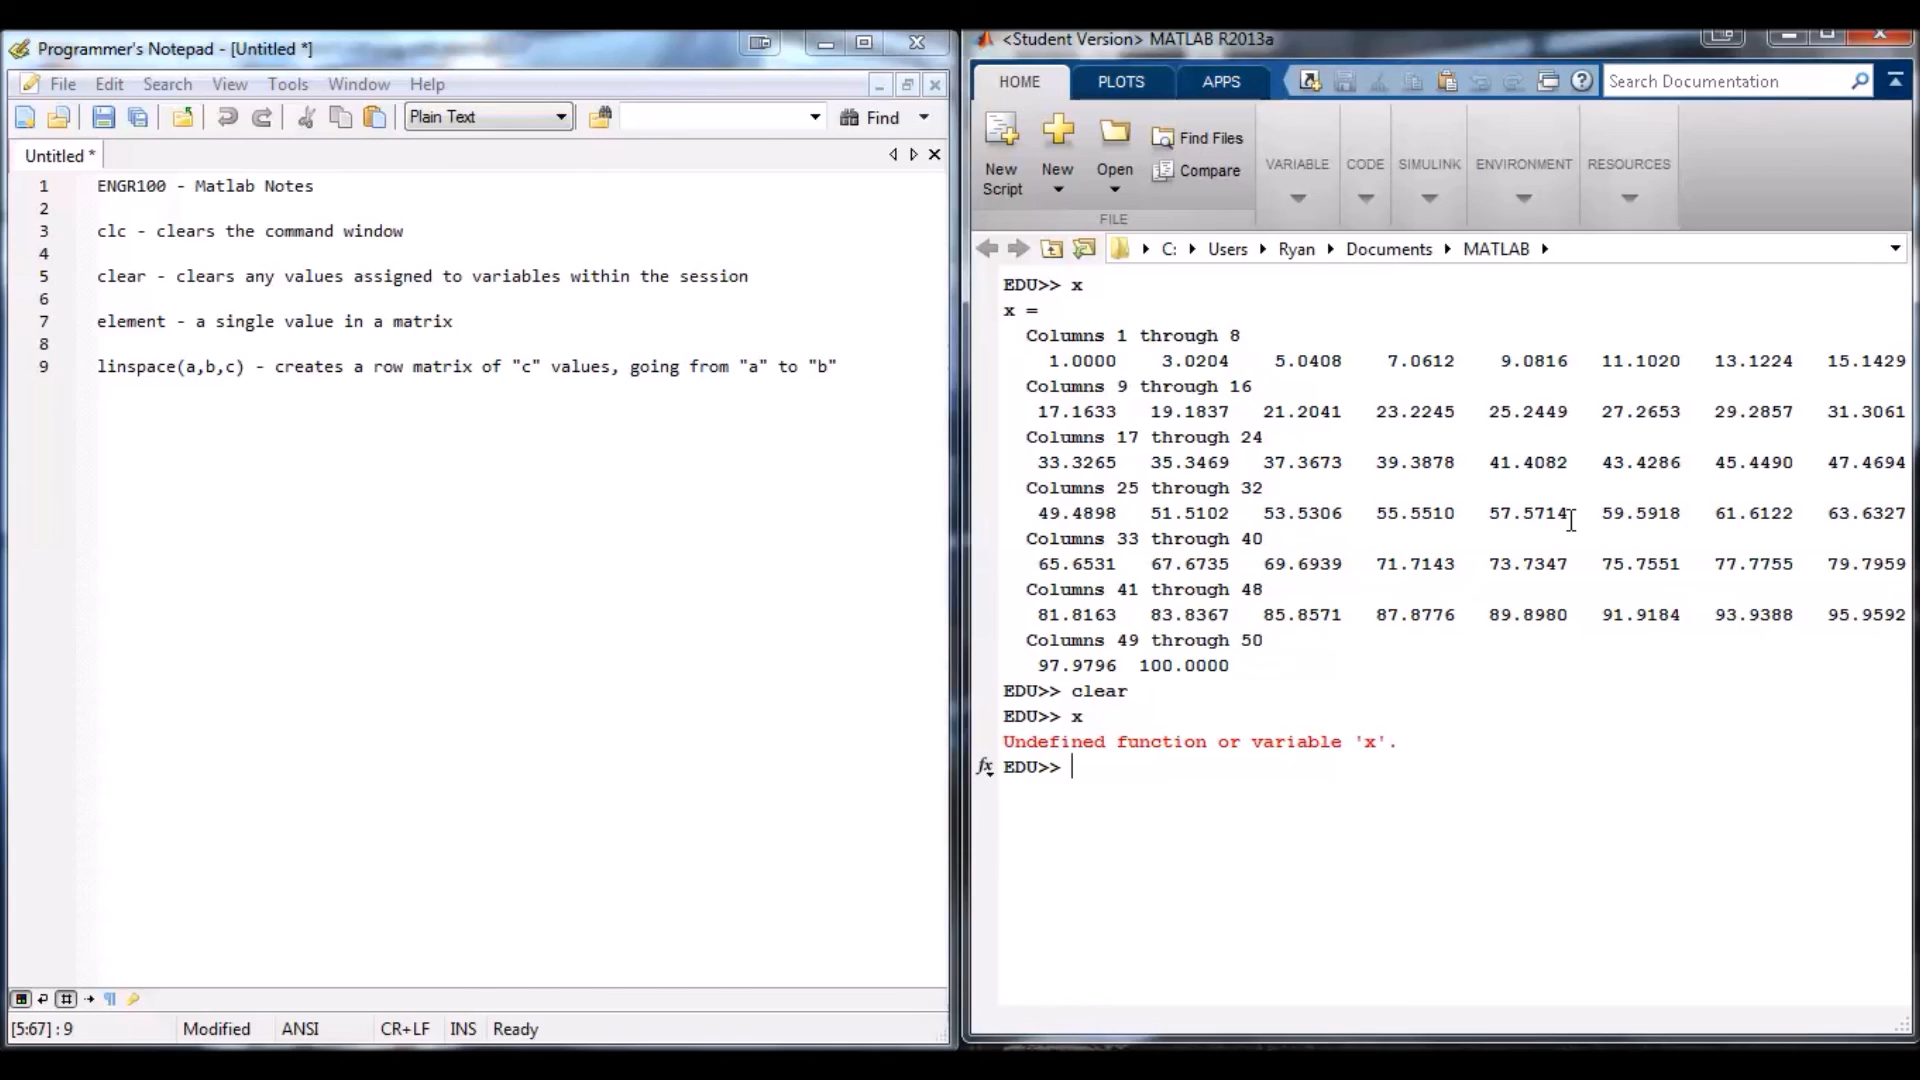 Programmer's Notepad - [Untitled *]
File Edit Search View Tools Window Help
Plain Text Find
Untitled *
1 ENGR100 - Matlab Notes
2
3 clc - clears the command window
4
5 clear - clears any values assigned to variables within the session
6
7 element - a single value in a matrix
8
9 linspace(a,b,c) - creates a row matrix of "c" values, going from "a" to "b"
[5:67] : 9 Modified ANSI CR+LF INS Ready
<Student Version> MATLAB R2013a
HOME PLOTS APPS Search Documentation
New Script New Open Find Files Compare VARIABLE CODE SIMULINK ENVIRONMENT RESOURCES
FILE
C: Users Ryan Documents MATLAB
EDU>> x
x =
Columns 1 through 8
1.0000 3.0204 5.0408 7.0612 9.0816 11.1020 13.1224 15.1429
Columns 9 through 16
17.1633 19.1837 21.2041 23.2245 25.2449 27.2653 29.2857 31.3061
Columns 17 through 24
33.3265 35.3469 37.3673 39.3878 41.4082 43.4286 45.4490 47.4694
Columns 25 through 32
49.4898 51.5102 53.5306 55.5510 57.5714 59.5918 61.6122 63.6327
Columns 33 through 40
65.6531 67.6735 69.6939 71.7143 73.7347 75.7551 77.7755 79.7959
Columns 41 through 48
81.8163 83.8367 85.8571 87.8776 89.8980 91.9184 93.9388 95.9592
Columns 49 through 50
97.9796 100.0000
EDU>> clear
EDU>> x
Undefined function or variable 'x'.
fx EDU>>